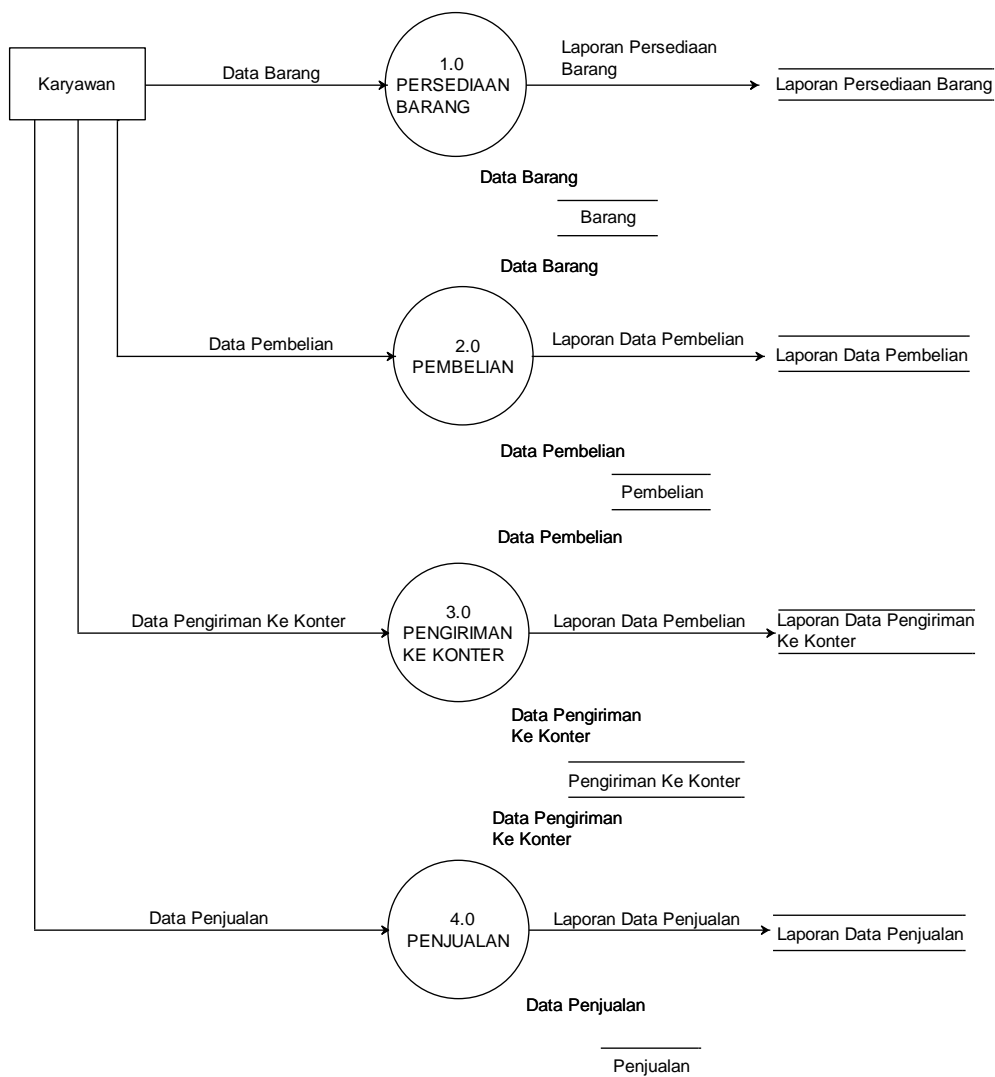 Karyawan
Data Barang
1.0
PERSEDIAAN
BARANG
Laporan Persediaan
Barang
Laporan Persediaan Barang
Data Barang
Barang
Data Barang
Data Pembelian
2.0
PEMBELIAN
Laporan Data Pembelian
Laporan Data Pembelian
Data Pembelian
Pembelian
Data Pembelian
Data Pengiriman Ke Konter
3.0
PENGIRIMAN
KE KONTER
Laporan Data Pembelian
Laporan Data Pengiriman
Ke Konter
Data Pengiriman
Ke Konter
Pengiriman Ke Konter
Data Pengiriman
Ke Konter
Data Penjualan
4.0
PENJUALAN
Laporan Data Penjualan
Laporan Data Penjualan
Data Penjualan
Penjualan